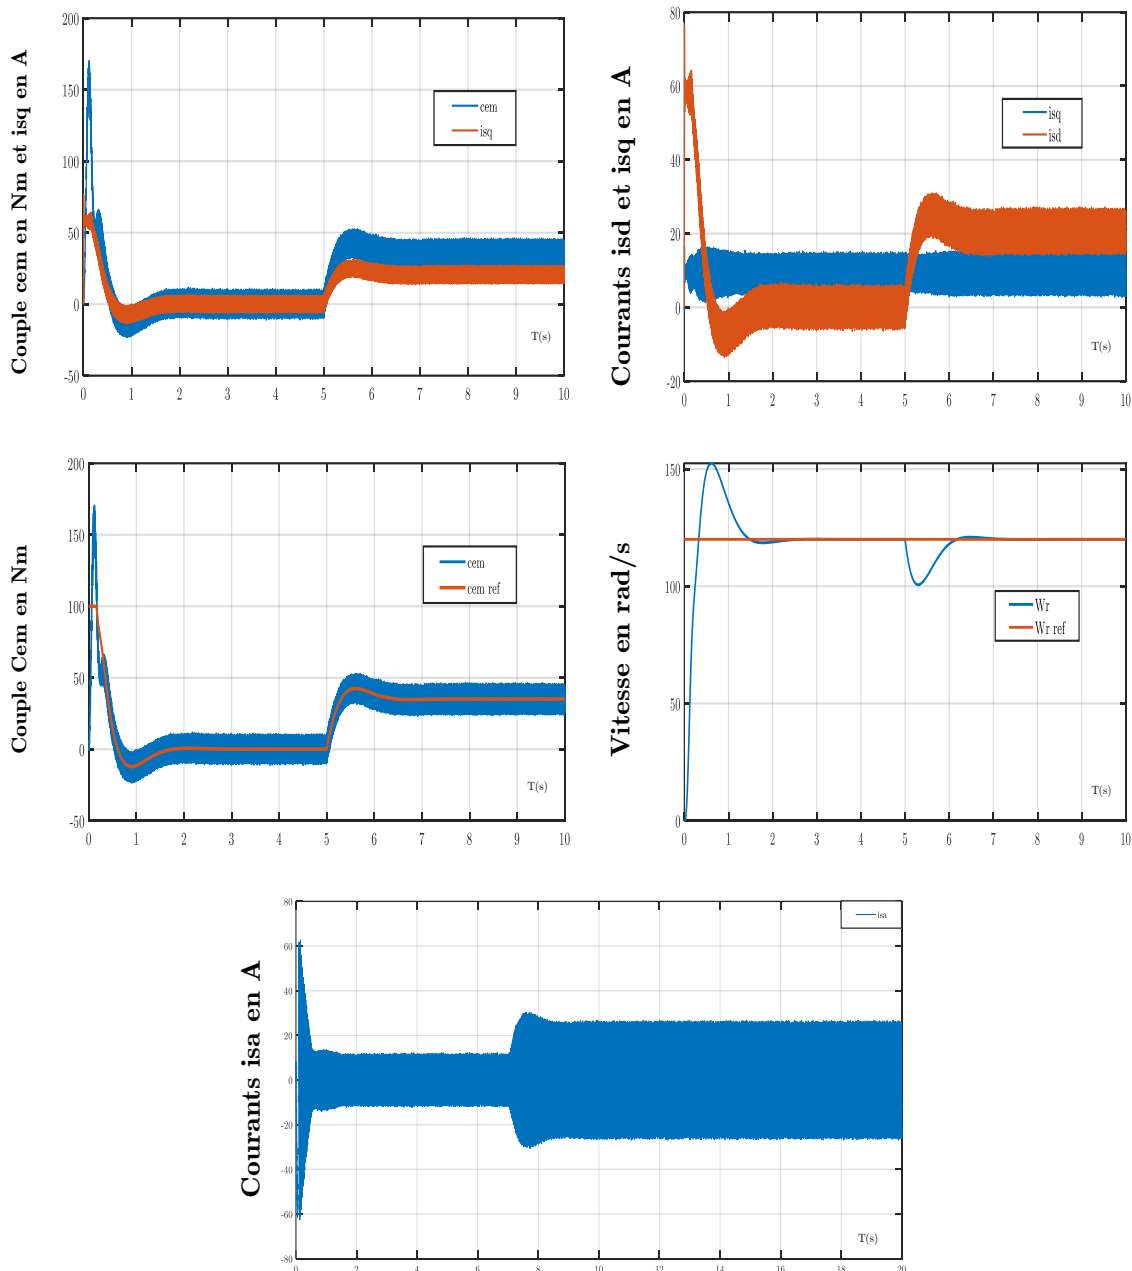 Couple cem en Nm et isq en A
200
150
100
50
0
-50
0 1 2 3 4 5 6 7 8 9 10
cem
isq
T(s)
Courants isd et isq en A
80
60
40
20
0
-20
0 1 2 3 4 5 6 7 8 9 10
isq
isd
T(s)
Couple Cem en Nm
200
150
100
50
0
-50
0 1 2 3 4 5 6 7 8 9 10
cem
cem ref
T(s)
Vitesse en rad/s
150
100
50
0
0 1 2 3 4 5 6 7 8 9 10
Wr
Wr ref
T(s)
Courants isa en A
80
60
40
20
0
-20
-40
-60
-80
0 2 4 6 8 10 12 14 16 18 20
isa
T(s)